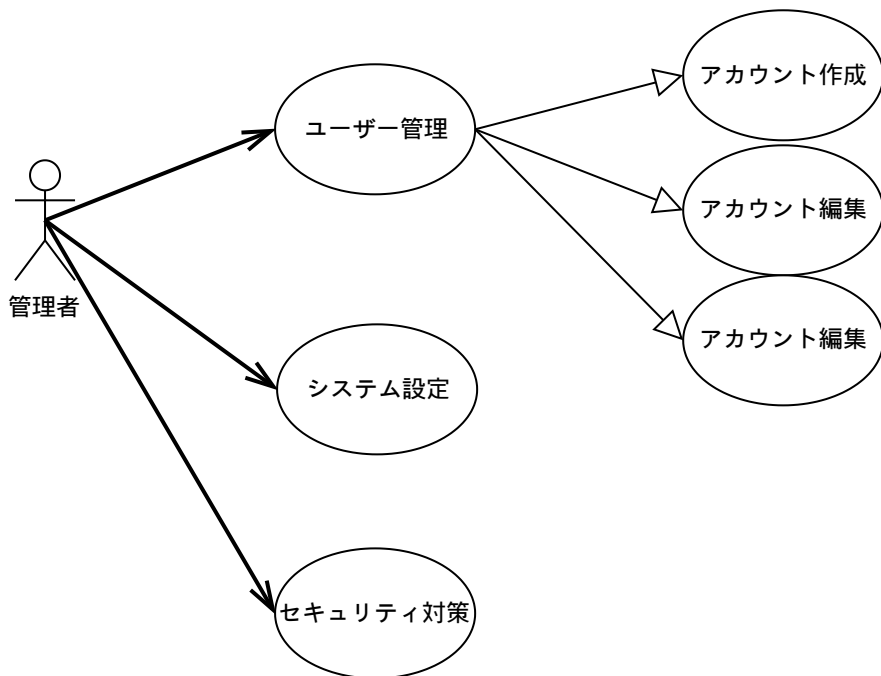 アカウント作成
ユーザー管理
アカウント編集
管理者
アカウント編集
システム設定
セキュリティ対策